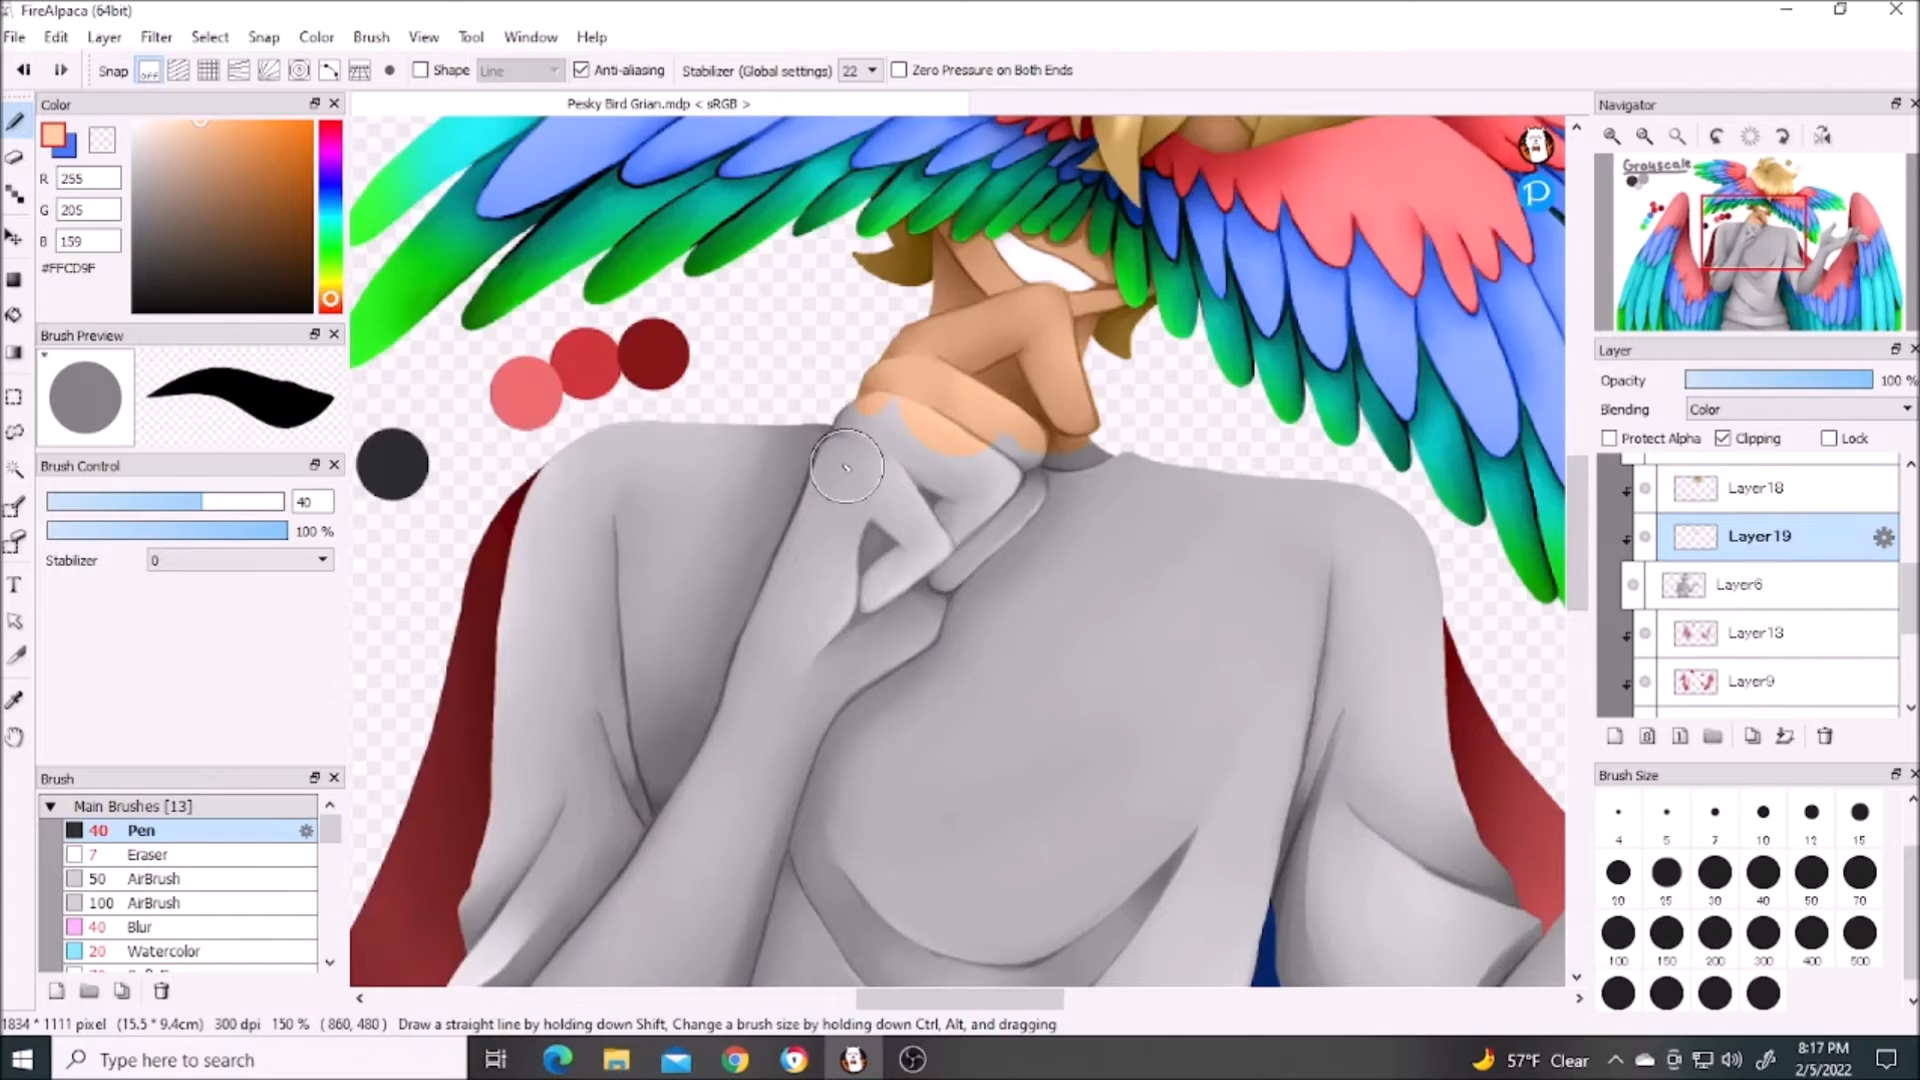 FireAlpaca (64bit)
File Edit Layer Filter Select Snap Color Brush View Tool Window Help
Snap OFF Shape Line Anti-aliasing Stabilizer (Global settings) 22 Zero Pressure on Both Ends
Color
Pesky Bird Grian.mdp < sRGB >
Navigator
R 255
G 205
B 159
#FFCD9F
Grayscale
Brush Preview
Layer
Opacity 100 %
Blending Color
Protect Alpha Clipping Lock
Brush Control
40
100 %
Stabilizer 0
Layer18
Layer19
Layer6
Layer13
Layer9
Brush
Main Brushes [13]
40 Pen
7 Eraser
50 AirBrush
100 AirBrush
40 Blur
20 Watercolor
Brush Size
4 5 7 10 12 15
20 25 30 40 50 70
100 150 200 300 400 500
1834 * 1111 pixel (15.5 * 9.4cm) 300 dpi 150 % ( 860, 480 ) Draw a straight line by holding down Shift, Change a brush size by holding down Ctrl, Alt, and dragging
Type here to search
57°F Clear
8:17 PM
2/5/2022